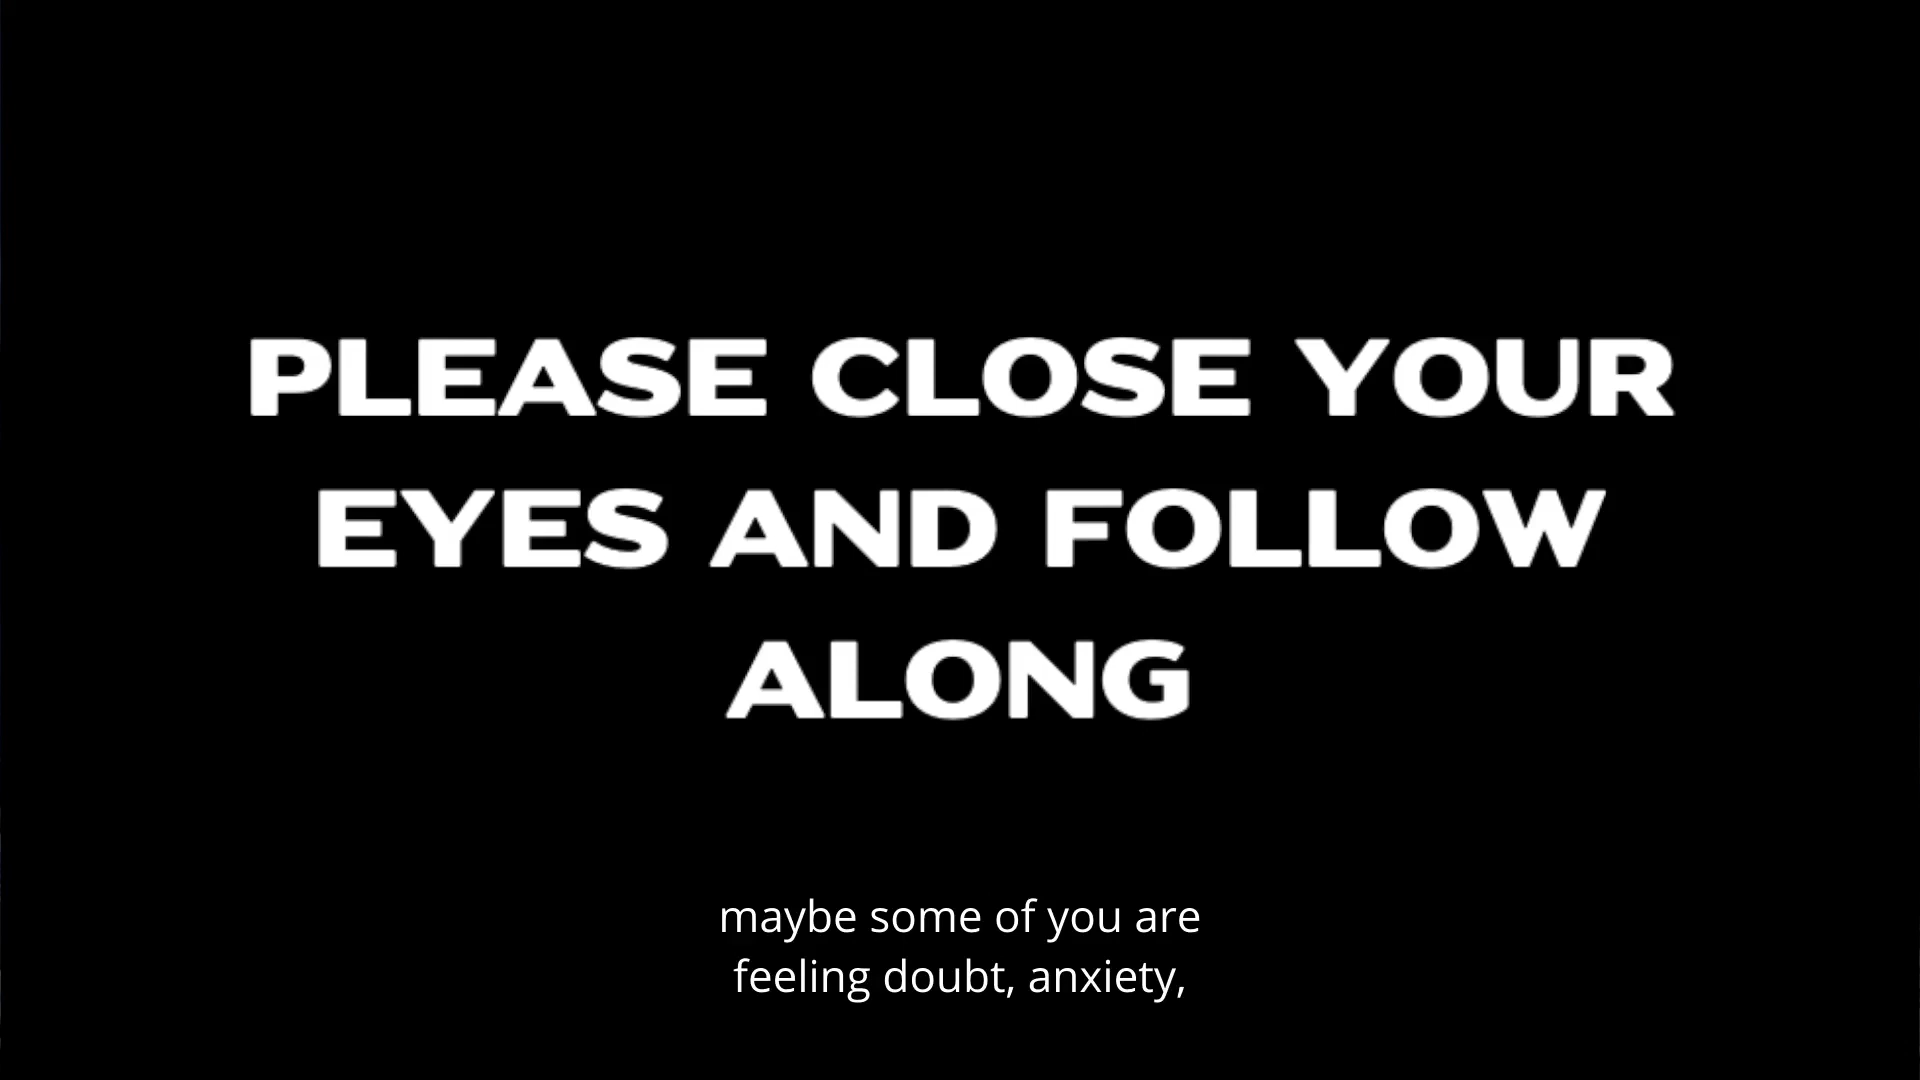 PLEASE CLOSE YOUR
EYES AND FOLLOW
ALONG
maybe some of you are
feeling doubt, anxiety,